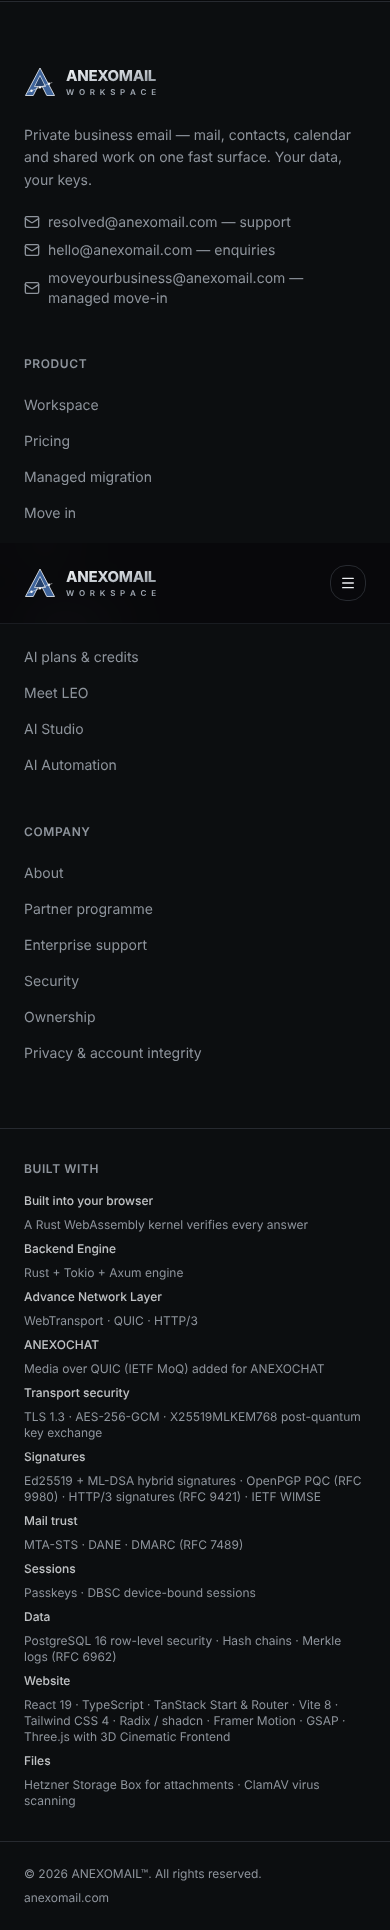 ANEXOMAIL
WORKSPACE
Private business email — mail, contacts, calendar
and shared work on one fast surface. Your data,
your keys.
resolved@anexomail.com — support
hello@anexomail.com — enquiries
moveyourbusiness@anexomail.com —
managed move-in
PRODUCT
Workspace
Pricing
Managed migration
Move in
ANEXOMAIL
WORKSPACE
AI plans & credits
Meet LEO
AI Studio
AI Automation
COMPANY
About
Partner programme
Enterprise support
Security
Ownership
Privacy & account integrity
BUILT WITH
Built into your browser
A Rust WebAssembly kernel verifies every answer
Backend Engine
Rust + Tokio + Axum engine
Advance Network Layer
WebTransport · QUIC · HTTP/3
ANEXOCHAT
Media over QUIC (IETF MoQ) added for ANEXOCHAT
Transport security
TLS 1.3 · AES-256-GCM · X25519MLKEM768 post-quantum
key exchange
Signatures
Ed25519 + ML-DSA hybrid signatures · OpenPGP PQC (RFC
9980) · HTTP/3 signatures (RFC 9421) · IETF WIMSE
Mail trust
MTA-STS · DANE · DMARC (RFC 7489)
Sessions
Passkeys · DBSC device-bound sessions
Data
PostgreSQL 16 row-level security · Hash chains · Merkle
logs (RFC 6962)
Website
React 19 · TypeScript · TanStack Start & Router · Vite 8 ·
Tailwind CSS 4 · Radix / shadcn · Framer Motion · GSAP ·
Three.js with 3D Cinematic Frontend
Files
Hetzner Storage Box for attachments · ClamAV virus
scanning
© 2026 ANEXOMAIL™. All rights reserved.
anexomail.com